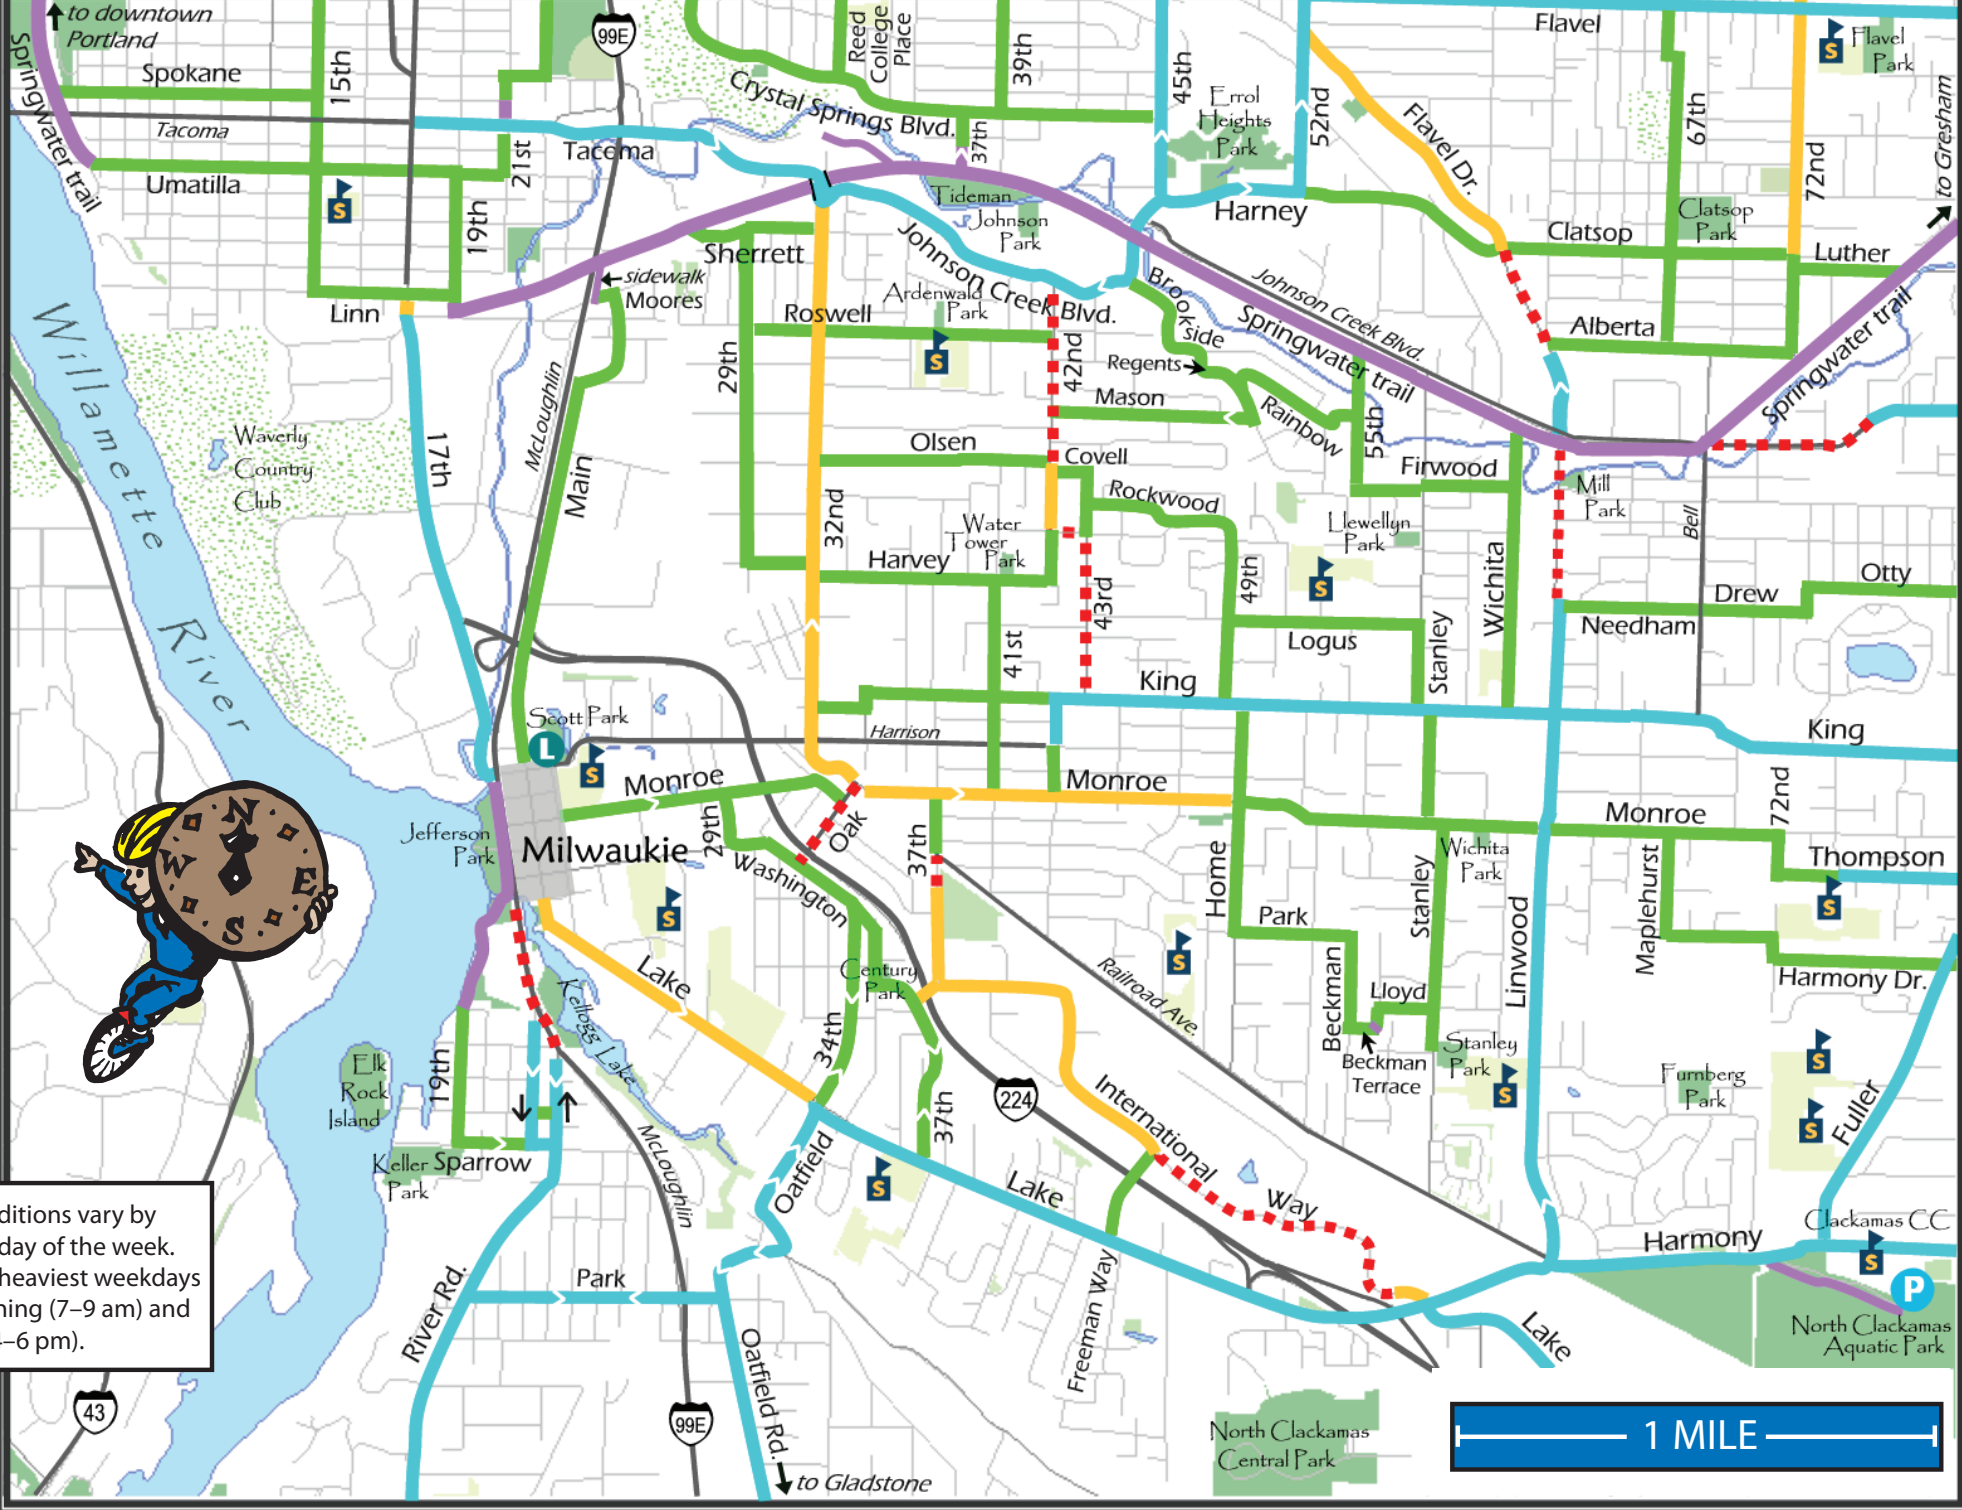 to downtown
Portland
99E
Reed
College
Place
Flavel
Flavel
Park
S
Springwater trail
Spokane
15th
39th
45th
Errol
Heights
Park
52nd
Flavel Dr.
67th
72nd
to Gresham
Crystal Springs Blvd.
37th
Tacoma
Tacoma
21st
Umatilla
S
19th
Tideman
Johnson
Park
Harney
Clatsop
Park
Clatsop
Luther
Sherrett
Johnson Creek Blvd.
sidewalk
Moores
Brookside
Johnson Creek Blvd.
Linn
Roswell
Ardenwald
Park
S
Springwater trail
Alberta
Springwater trail
Willamette River
McLoughlin
29th
42nd
Regents
Mason
Rainbow
55th
Waverly
Country
Club
17th
Main
Olsen
Covell
Firwood
Rockwood
Mill
Park
Bell
32nd
Water
Tower
Park
Llewellyn
Park
S
Wichita
Harvey
43rd
49th
Stanley
Otty
Drew
Needham
41st
Logus
King
King
Scott Park
L
S
Harrison
Monroe
Monroe
Monroe
72nd
Jefferson
Park
Milwaukie
29th
Oak
37th
Home
Wichita
Park
Maplehurst
Thompson
S
N
W
E
S
Washington
S
Park
Stanley
Linwood
Lake
Century
Park
Railroad Ave.
S
Beckman
Lloyd
Harmony Dr.
Kellogg Lake
34th
Elk
Rock
Island
19th
Beckman
Terrace
Stanley
Park
S
Furnberg
Park
S
S
Fuller
224
International
Way
37th
Keller
Park
Sparrow
McLoughlin
Oatfield
S
Lake
Clackamas CC
S
Harmony
P
North Clackamas
Aquatic Park
ditions vary by
day of the week.
heaviest weekdays
ning (7–9 am) and
–6 pm).
River Rd.
Park
Oatfield Rd.
Freeman Way
Lake
43
99E
North Clackamas
Central Park
1 MILE
to Gladstone